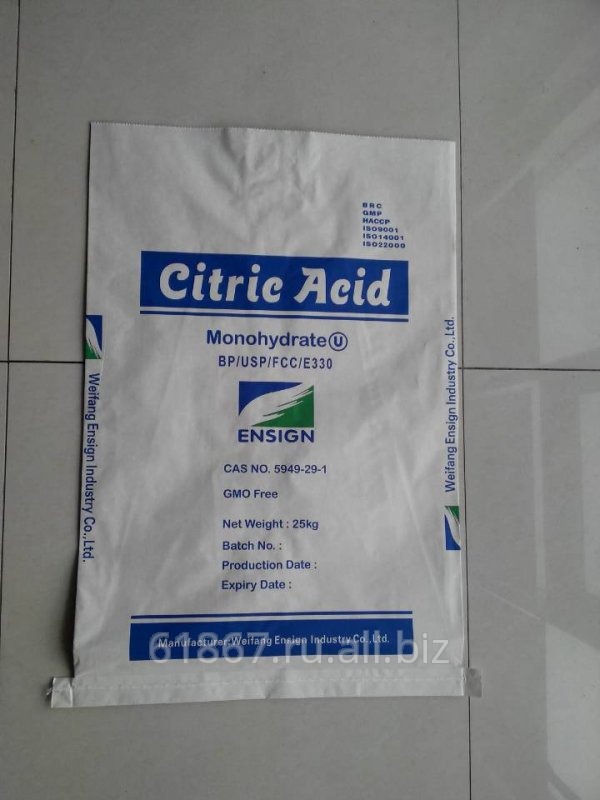 BRC
GMP
HACCP
ISO9001
ISO14001
ISO22000
Citric Acid
Monohydrate U
BP/USP/FCC/E330
ENSIGN
CAS NO. 5949-29-1
GMO Free
Net Weight : 25kg
Batch No. :
Production Date :
Expiry Date :
Manufacturer:Weifang Ensign Industry Co.,Ltd.
Weifang Ensign Industry Co.,Ltd.
Weifang Ensign Industry Co.,Ltd.
61867.ru.all.biz